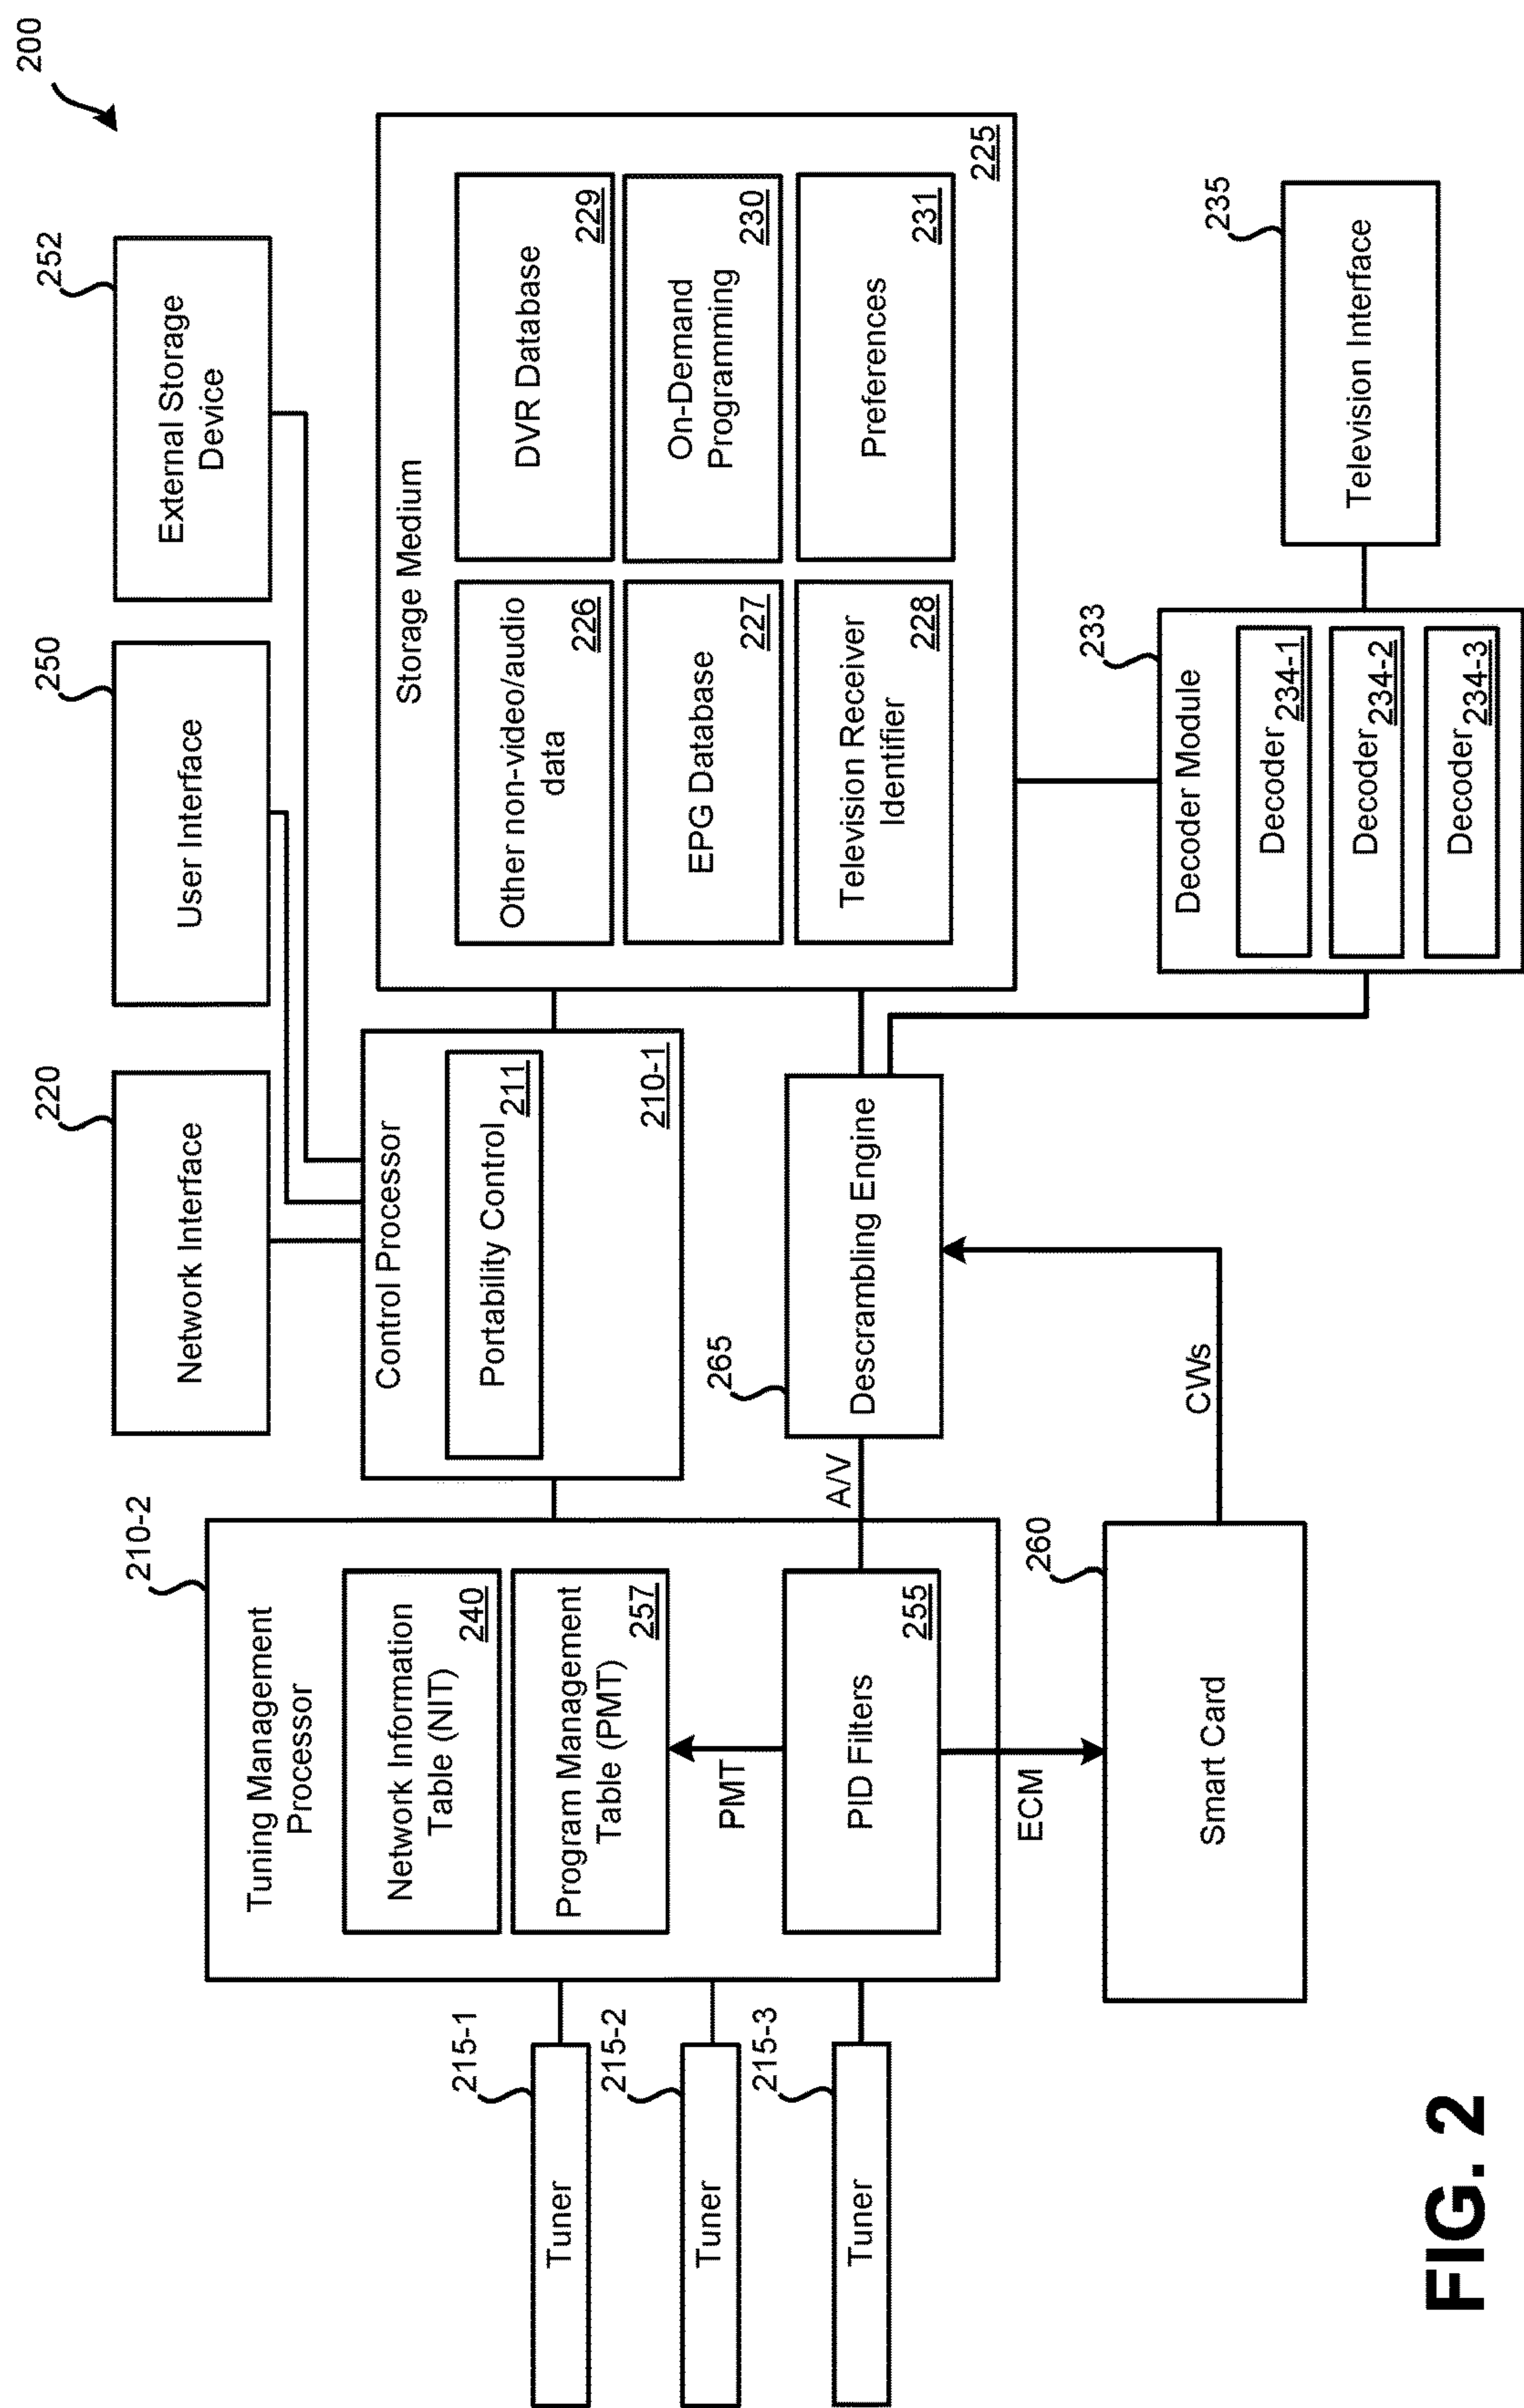 200
220
Network Interface
250
User Interface
252
External Storage
Device
210-2
Tuning Management
Processor
Network Information
Table (NIT)
240
Program Management
Table (PMT)
257
PMT
PID Filters
255
Control Processor
Portability Control
211
210-1
Storage Medium
Other non-video/audio
data
226
DVR Database
229
EPG Database
227
On-Demand
Programming
230
Television Receiver
Identifier
228
Preferences
231
225
215-1
Tuner
215-2
Tuner
215-3
Tuner
A/V
265
Descrambling Engine
ECM
260
Smart Card
CWs
233
Decoder Module
Decoder
234-1
Decoder
234-2
Decoder
234-3
235
Television Interface
FIG. 2